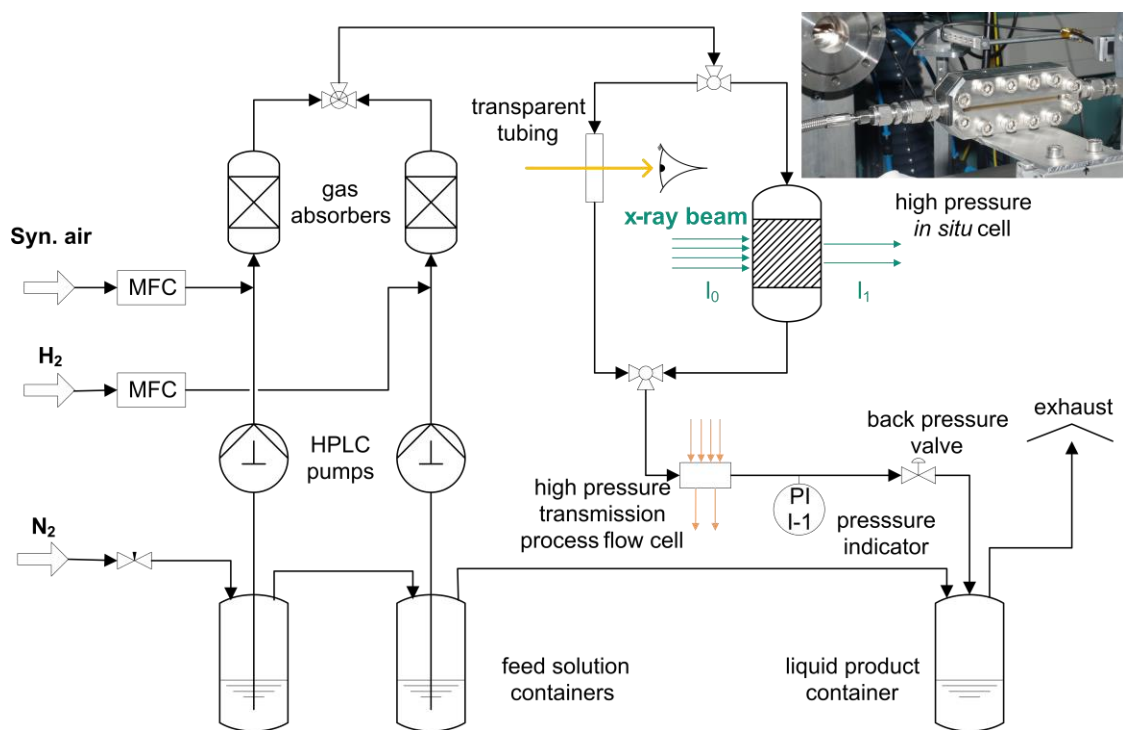 transparent
tubing
gas
absorbers
high pressure
in situ cell
x-ray beam
I₀
I₁
Syn. air
MFC
H₂
MFC
HPLC
pumps
exhaust
back pressure
valve
high pressure
transmission
process flow cell
PI
I-1
presssure
indicator
N₂
feed solution
containers
liquid product
container